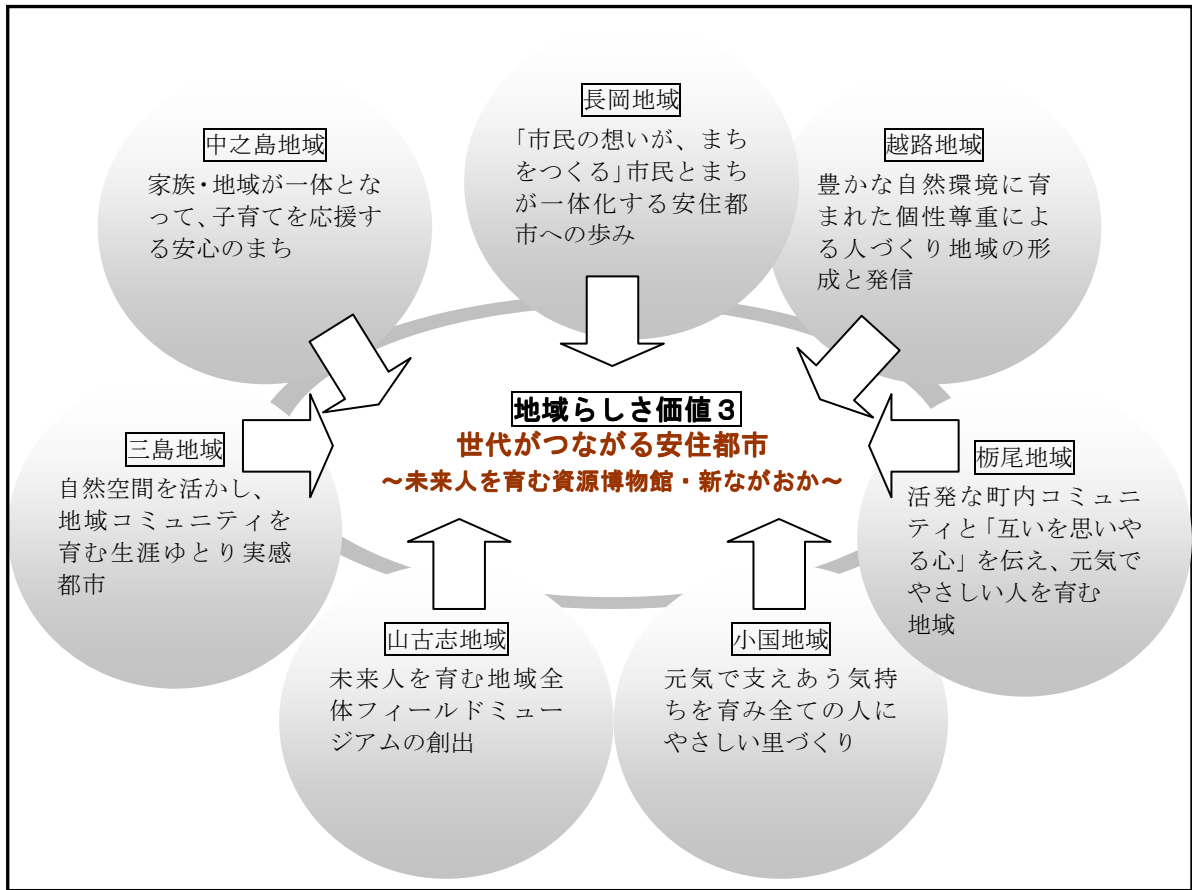 長岡地域
「市民の想いが、まち
をつくる」市民とまち
が一体化する安住都
市への歩み
中之島地域
家族・地域が一体とな
って、子育てを応援す
る安心のまち
越路地域
豊かな自然環境に育
まれた個性尊重によ
る人づくり地域の形
成と発信
地域らしさ価値３
世代がつながる安住都市
～未来人を育む資源博物館・新ながおか～
三島地域
自然空間を活かし、
地域コミュニティを
育む生涯ゆとり実感
都市
栃尾地域
活発な町内コミュニ
ティと「互いを思いや
る心」を伝え、元気で
やさしい人を育む
地域
山古志地域
未来人を育む地域全
体フィールドミュー
ジアムの創出
小国地域
元気で支えあう気持
ちを育み全ての人に
やさしい里づくり